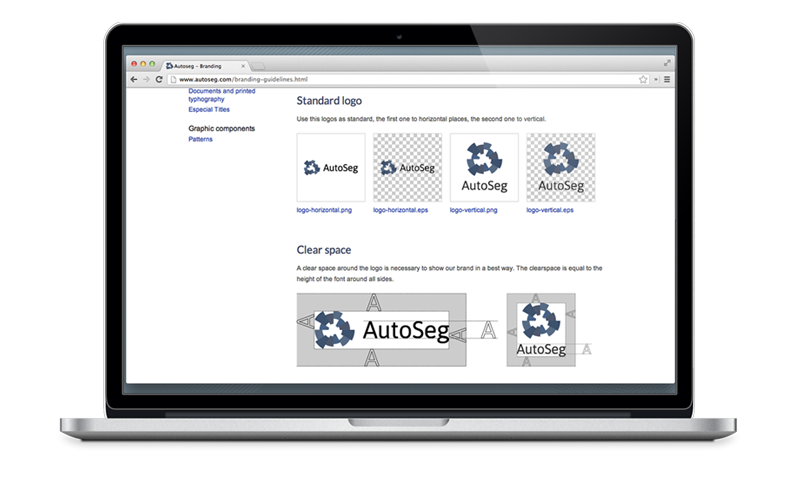 Autoseg - Branding
www.autoseg.com/branding-guidelines.html
Documents and printed
typhography
Especial Titles
Graphic components
Patterns
Standard logo
Use this logos as standard, the first one to horizontal places, the second one to vertical.
AutoSeg
AutoSeg
AutoSeg
AutoSeg
logo-horizontal.png
logo-horizontal.eps
logo-vertical.png
logo-vertical.eps
Clear space
A clear space around the logo is necessary to show our brand in a best way. The clearspace is equal to the
height of the font around all sides.
A
A
AutoSeg
A
A
A
A
A
AutoSeg
A
A
A